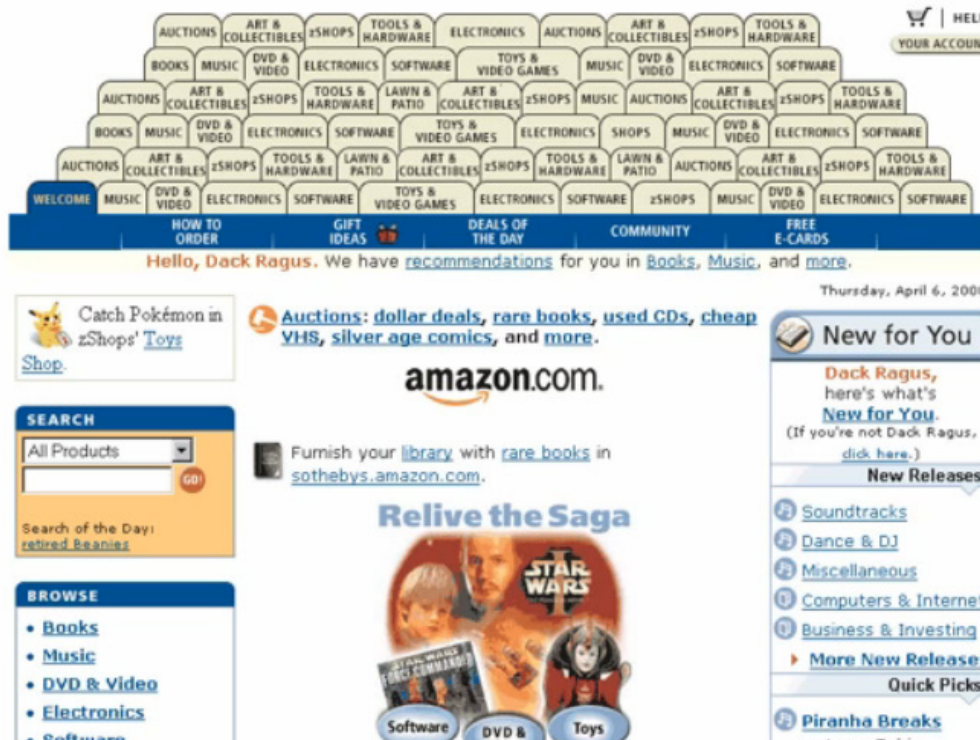 AUCTIONS ART & COLLECTIBLES zSHOPS TOOLS & HARDWARE ELECTRONICS AUCTIONS ART & COLLECTIBLES zSHOPS TOOLS & HARDWARE
BOOKS MUSIC DVD & VIDEO ELECTRONICS SOFTWARE TOYS & VIDEO GAMES MUSIC DVD & VIDEO ELECTRONICS SOFTWARE
AUCTIONS ART & COLLECTIBLES zSHOPS TOOLS & HARDWARE LAWN & PATIO ART & COLLECTIBLES zSHOPS MUSIC AUCTIONS ART & COLLECTIBLES zSHOPS TOOLS & HARDWARE
BOOKS MUSIC DVD & VIDEO ELECTRONICS SOFTWARE TOYS & VIDEO GAMES ELECTRONICS SHOPS MUSIC DVD & VIDEO ELECTRONICS SOFTWARE
AUCTIONS ART & COLLECTIBLES zSHOPS TOOLS & HARDWARE LAWN & PATIO ART & COLLECTIBLES zSHOPS TOOLS & HARDWARE LAWN & PATIO AUCTIONS ART & COLLECTIBLES zSHOPS TOOLS & HARDWARE
WELCOME MUSIC DVD & VIDEO ELECTRONICS SOFTWARE TOYS & VIDEO GAMES ELECTRONICS SOFTWARE zSHOPS MUSIC DVD & VIDEO ELECTRONICS SOFTWARE
| HEL
YOUR ACCOUN
HOW TO ORDER GIFT IDEAS DEALS OF THE DAY COMMUNITY FREE E-CARDS
Hello, Dack Ragus. We have recommendations for you in Books, Music, and more.
Catch Pokémon in
zShops' Toys
Shop.
SEARCH
All Products
GO!
Search of the Day:
retired Beanies
BROWSE
• Books
• Music
• DVD & Video
• Electronics
• Software
Auctions: dollar deals, rare books, used CDs, cheap
VHS, silver age comics, and more.
amazon.com.
Furnish your library with rare books in
sothebys.amazon.com.
Relive the Saga
STAR
WARS
I
STAR WARS
FORCE COMMANDER
Software DVD & Toys
Thursday, April 6, 200
New for You
Dack Ragus,
here's what's
New for You.
(If you're not Dack Ragus,
click here.)
New Releases
Soundtracks
Dance & DJ
Miscellaneous
Computers & Internet
Business & Investing
More New Release
Quick Picks
Piranha Breaks